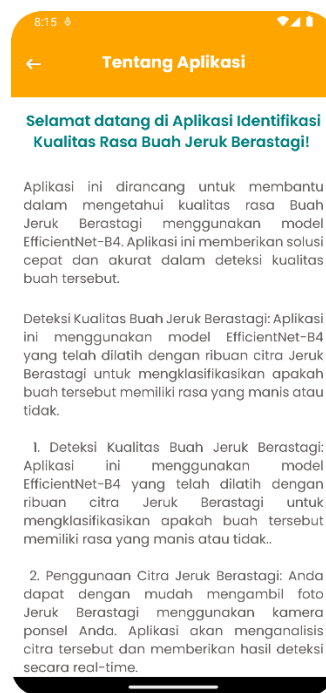 8:15
Tentang Aplikasi
Selamat datang di Aplikasi Identifikasi
Kualitas Rasa Buah Jeruk Berastagi!
Aplikasi ini dirancang untuk membantu
dalam mengetahui kualitas rasa Buah
Jeruk Berastagi menggunakan model
EfficientNet-B4. Aplikasi ini memberikan solusi
cepat dan akurat dalam deteksi kualitas
buah tersebut.
Deteksi Kualitas Buah Jeruk Berastagi: Aplikasi
ini menggunakan model EfficientNet-B4
yang telah dilatih dengan ribuan citra Jeruk
Berastagi untuk mengklasifikasikan apakah
buah tersebut memiliki rasa yang manis atau
tidak.
1. Deteksi Kualitas Buah Jeruk Berastagi:
Aplikasi ini menggunakan model
EfficientNet-B4 yang telah dilatih dengan
ribuan citra Jeruk Berastagi untuk
mengklasifikasikan apakah buah tersebut
memiliki rasa yang manis atau tidak..
2. Penggunaan Citra Jeruk Berastagi: Anda
dapat dengan mudah mengambil foto
Jeruk Berastagi menggunakan kamera
ponsel Anda. Aplikasi akan menganalisis
citra tersebut dan memberikan hasil deteksi
secara real-time.